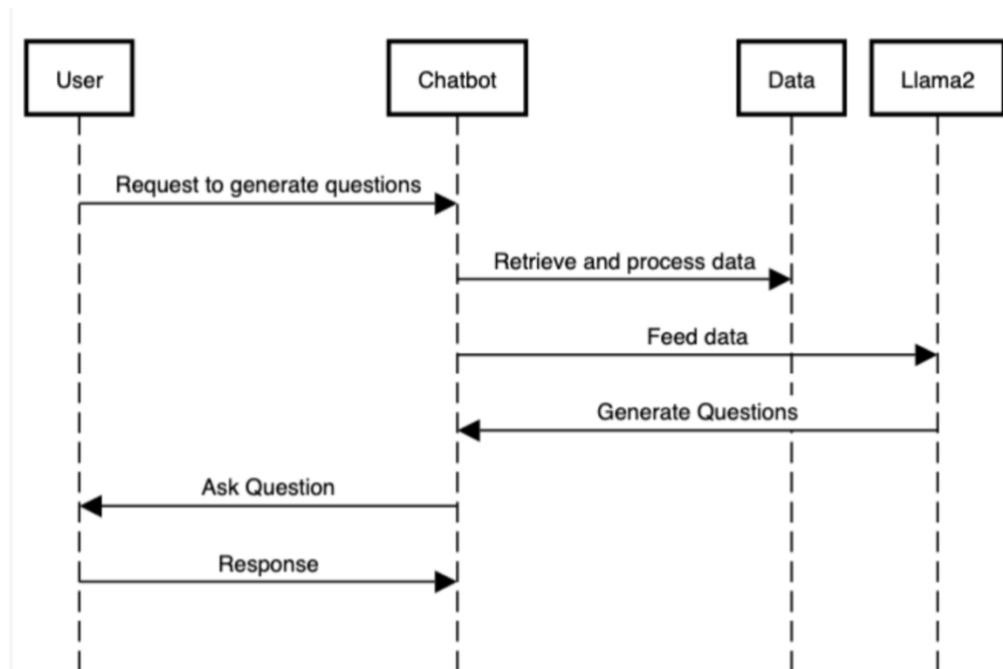 User
Chatbot
Data
Llama2
Request to generate questions
Retrieve and process data
Feed data
Generate Questions
Ask Question
Response